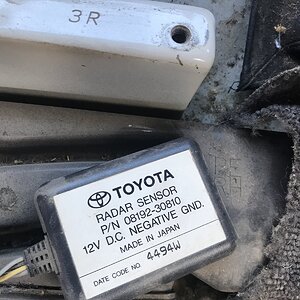 3R
TOYOTA
RADAR SENSOR
P/N 08192-30810
12V D.C. NEGATIVE GND.
MADE IN JAPAN
DATE CODE NO. 4494W